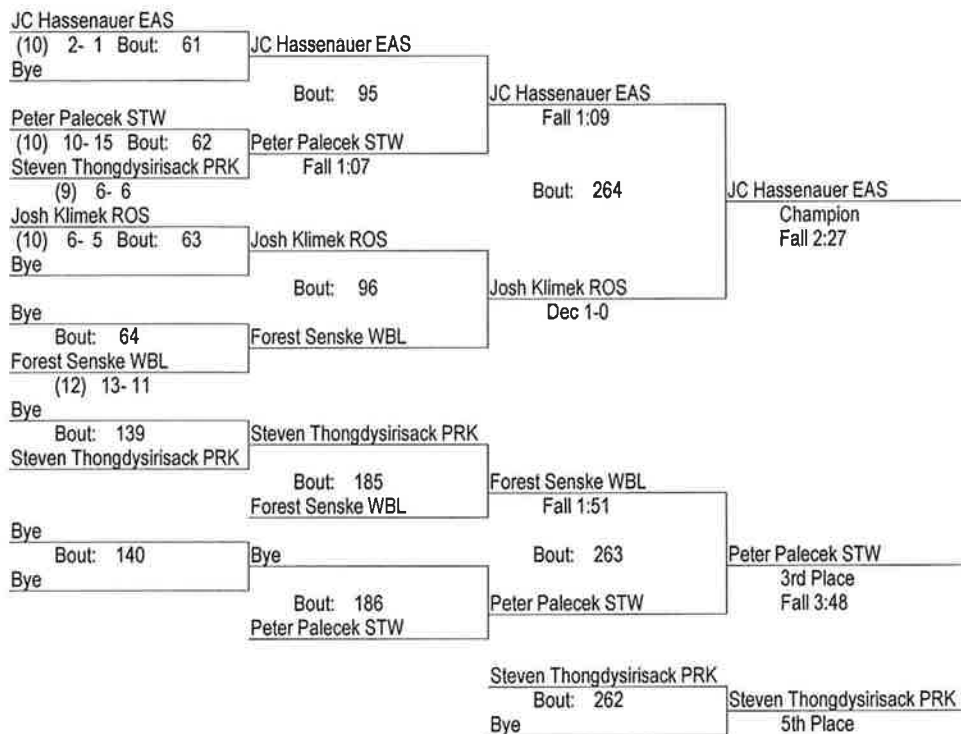 JC Hassenauer EAS
(10) 2- 1 Bout: 61
Bye
JC Hassenauer EAS
Bout: 95
Peter Palecek STW
(10) 10- 15 Bout: 62
Steven Thongdysirisack PRK
(9) 6- 6
Peter Palecek STW
Fall 1:07
JC Hassenauer EAS
Fall 1:09
Bout: 264
Josh Klimek ROS
(10) 6- 5 Bout: 63
Bye
Josh Klimek ROS
Bout: 96
Bye
Bout: 64
Forest Senske WBL
(12) 13- 11
Forest Senske WBL
Josh Klimek ROS
Dec 1-0
JC Hassenauer EAS
Champion
Fall 2:27
Bye
Bout: 139
Steven Thongdysirisack PRK
Steven Thongdysirisack PRK
Bout: 185
Forest Senske WBL
Forest Senske WBL
Fall 1:51
Bout: 263
Bye
Bout: 140
Bye
Bye
Bout: 186
Peter Palecek STW
Peter Palecek STW
Peter Palecek STW
3rd Place
Fall 3:48
Steven Thongdysirisack PRK
Bout: 262
Bye
Steven Thongdysirisack PRK
5th Place